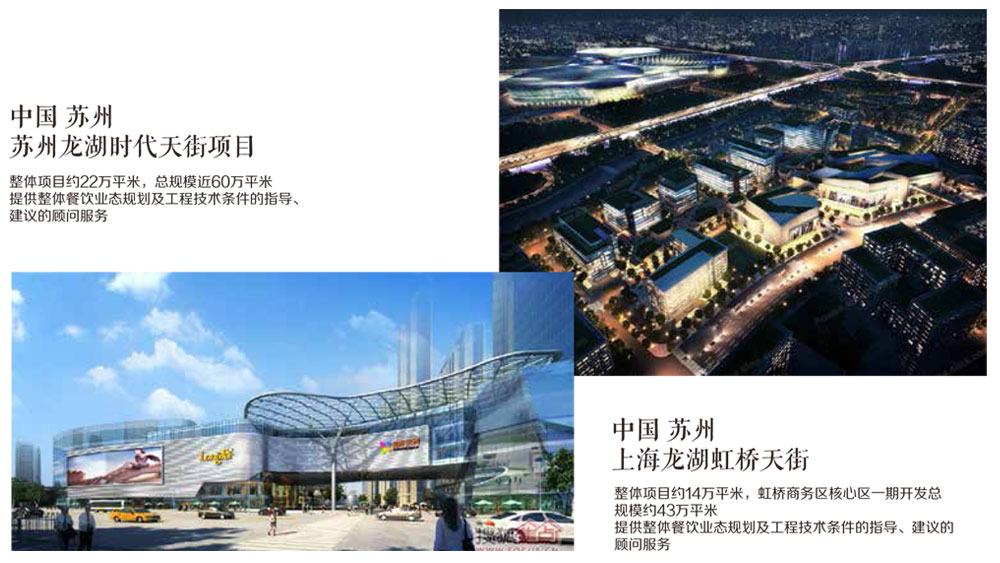 中国 苏州
苏州龙湖时代天街项目
整体项目约22万平米，总规模近60万平米
提供整体餐饮业态规划及工程技术条件的指导、
建议的顾问服务
中国 苏州
上海龙湖虹桥天街
整体项目约14万平米，虹桥商务区核心区一期开发总
规模约43万平米
提供整体餐饮业态规划及工程技术条件的指导、建议的
顾问服务